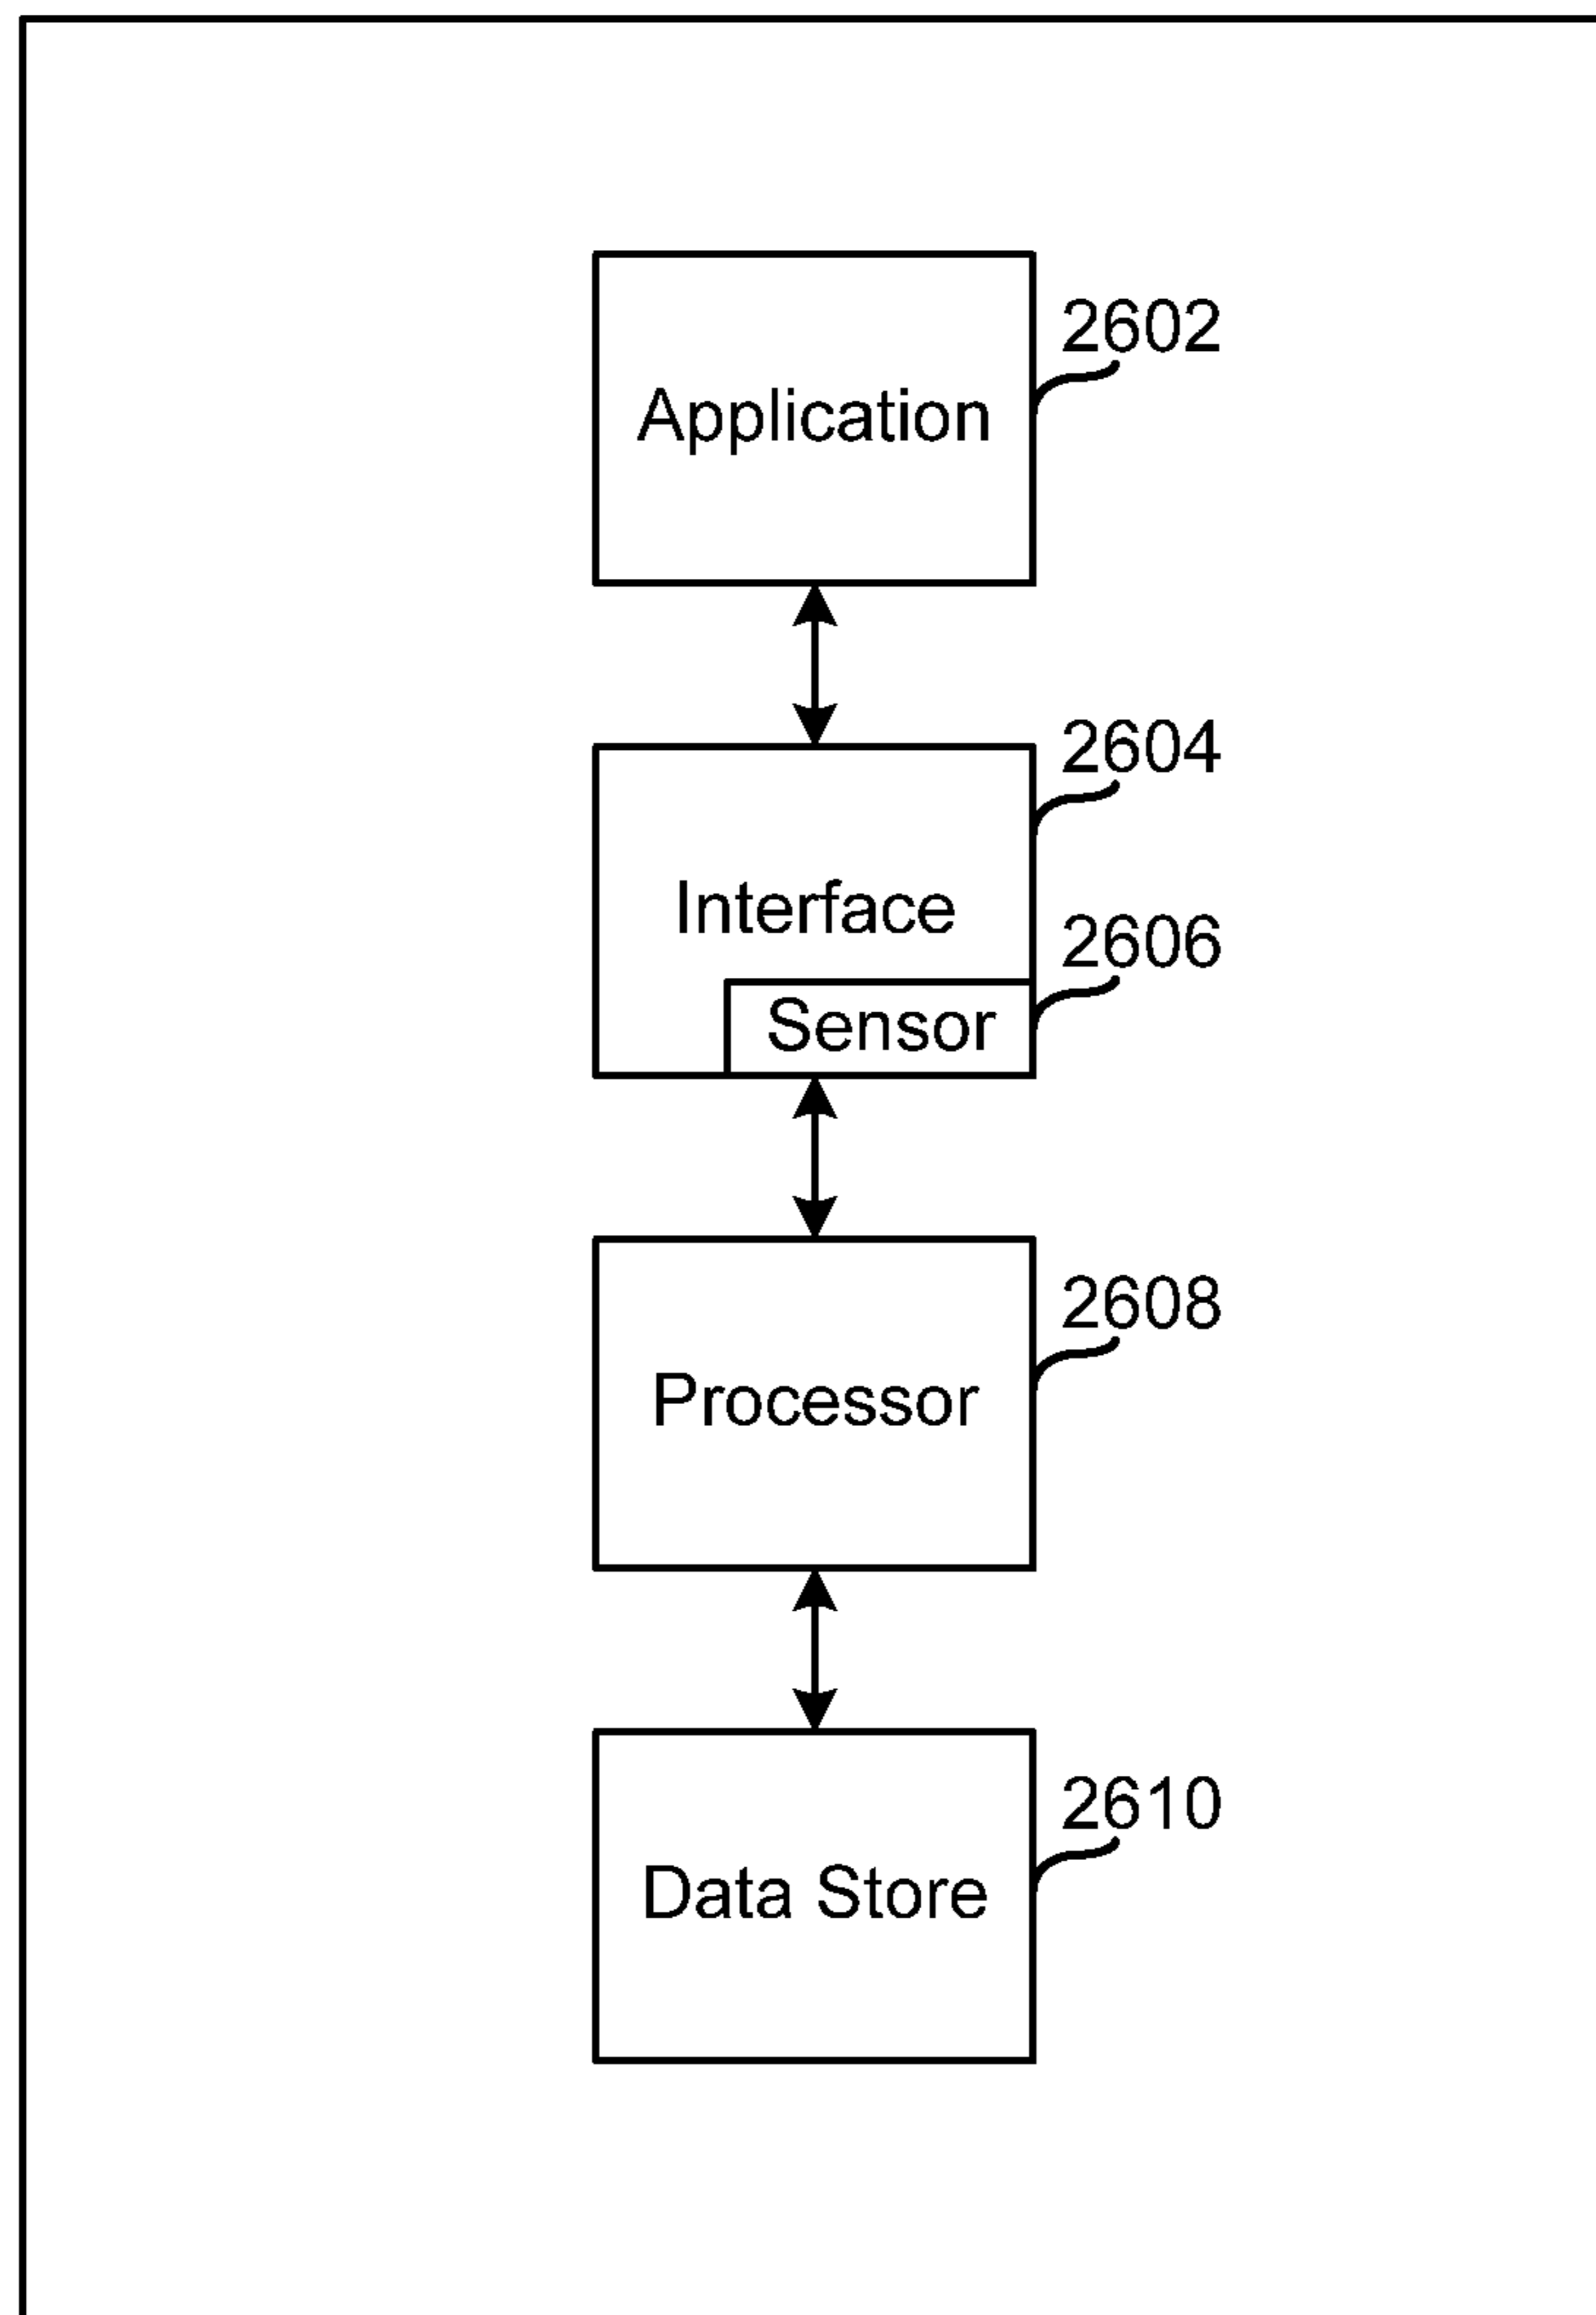 2602
Application
2604
Interface
2606
Sensor
2608
Processor
2610
Data Store